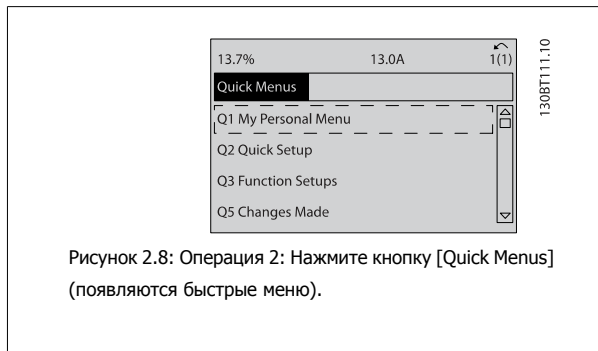 13.7% 13.0A 1(1)
Quick Menus
Q1 My Personal Menu
Q2 Quick Setup
Q3 Function Setups
Q5 Changes Made
130BT111.10
Рисунок 2.8: Операция 2: Нажмите кнопку [Quick Menus]
(появляются быстрые меню).